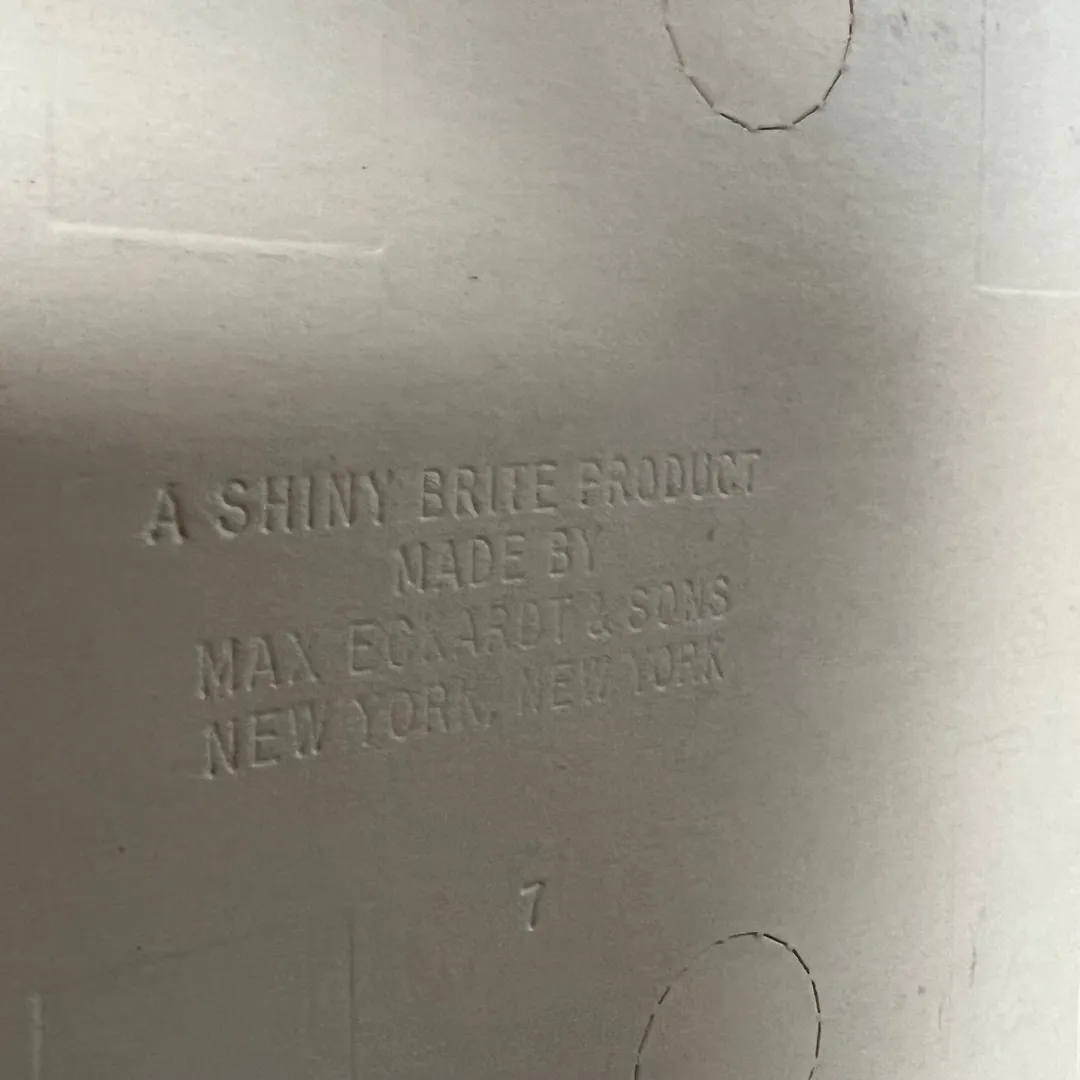 A SHINY BRITE PRODUCT
MADE BY
MAX ECKARDT & SONS
NEW YORK, NEW YORK
7